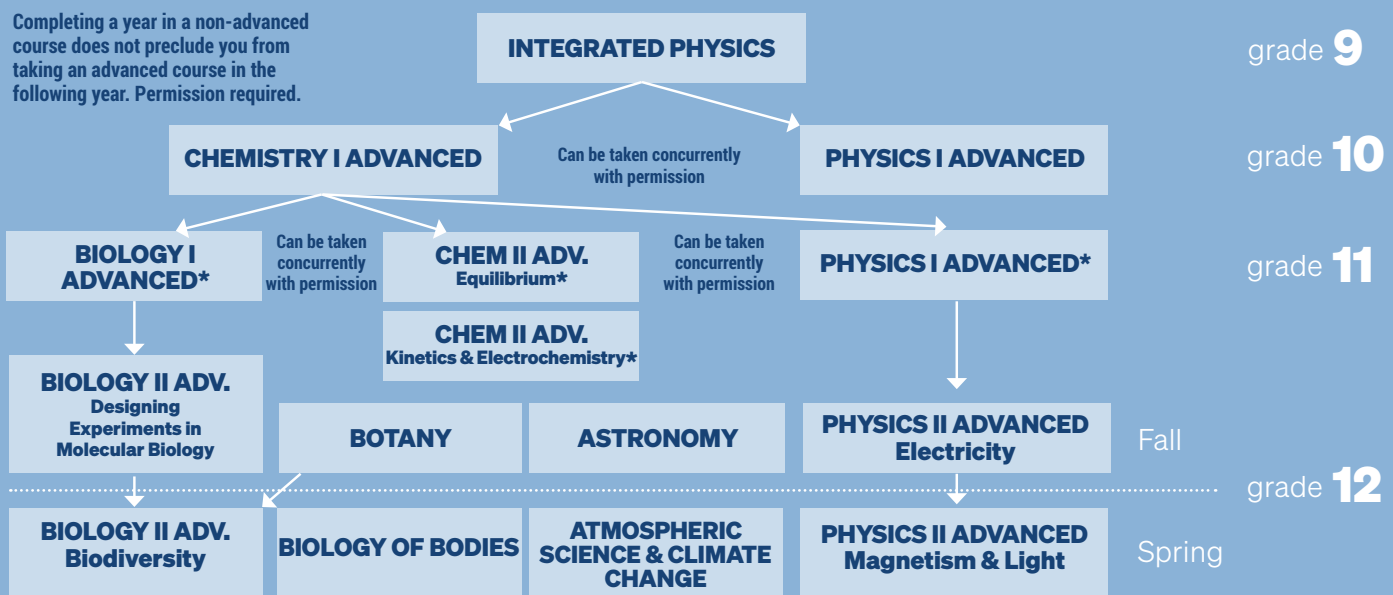 Completing a year in a non-advanced
course does not preclude you from
taking an advanced course in the
following year. Permission required.
INTEGRATED PHYSICS
grade 9
CHEMISTRY I ADVANCED
Can be taken concurrently
with permission
PHYSICS I ADVANCED
grade 10
BIOLOGY I
ADVANCED*
Can be taken
concurrently
with permission
CHEM II ADV.
Equilibrium*
Can be taken
concurrently
with permission
PHYSICS I ADVANCED*
grade 11
CHEM II ADV.
Kinetics & Electrochemistry*
BIOLOGY II ADV.
Designing
Experiments in
Molecular Biology
BOTANY
ASTRONOMY
PHYSICS II ADVANCED
Electricity
Fall
grade 12
BIOLOGY II ADV.
Biodiversity
BIOLOGY OF BODIES
ATMOSPHERIC
SCIENCE & CLIMATE
CHANGE
PHYSICS II ADVANCED
Magnetism & Light
Spring